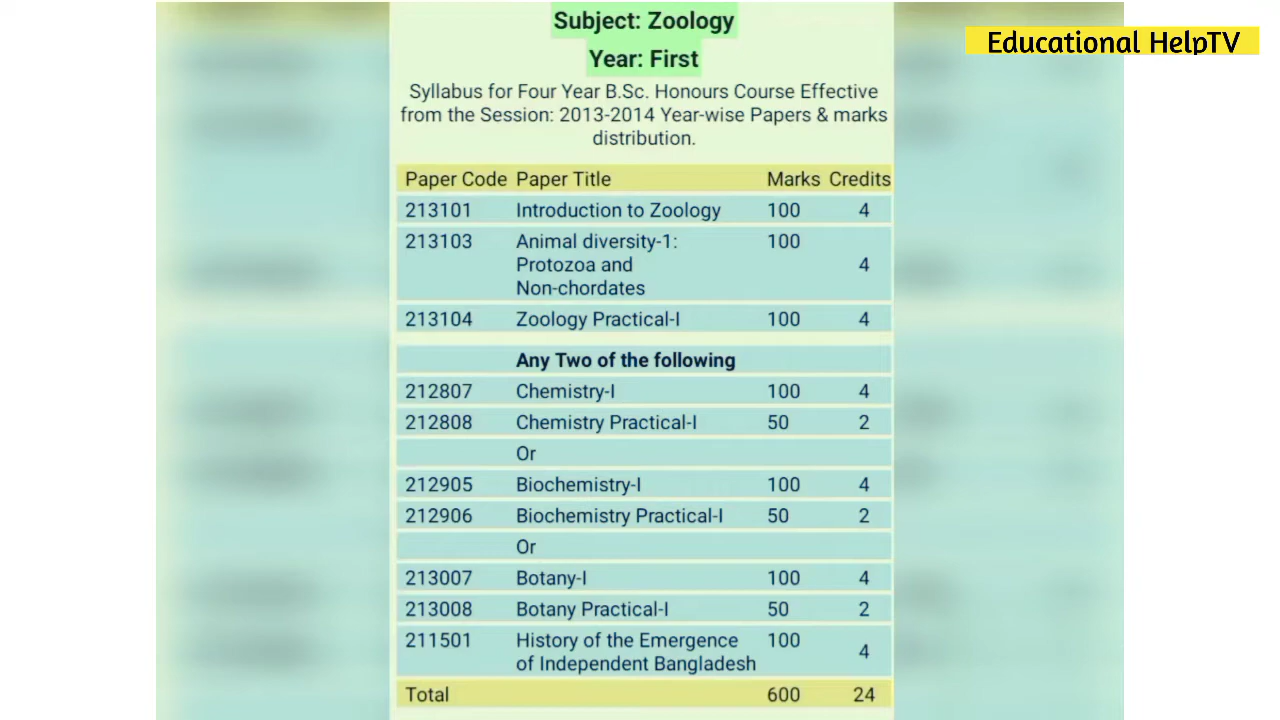 Subject: Zoology
Year: First
Educational HelpTV
Syllabus for Four Year B.Sc. Honours Course Effective
from the Session: 2013-2014 Year-wise Papers & marks
distribution.
Paper Code Paper Title Marks Credits
213101 Introduction to Zoology 100 4
213103 Animal diversity-1: 100
Protozoa and 4
Non-chordates
213104 Zoology Practical-I 100 4
Any Two of the following
212807 Chemistry-I 100 4
212808 Chemistry Practical-I 50 2
Or
212905 Biochemistry-I 100 4
212906 Biochemistry Practical-I 50 2
Or
213007 Botany-I 100 4
213008 Botany Practical-I 50 2
211501 History of the Emergence 100
of Independent Bangladesh 4
Total 600 24